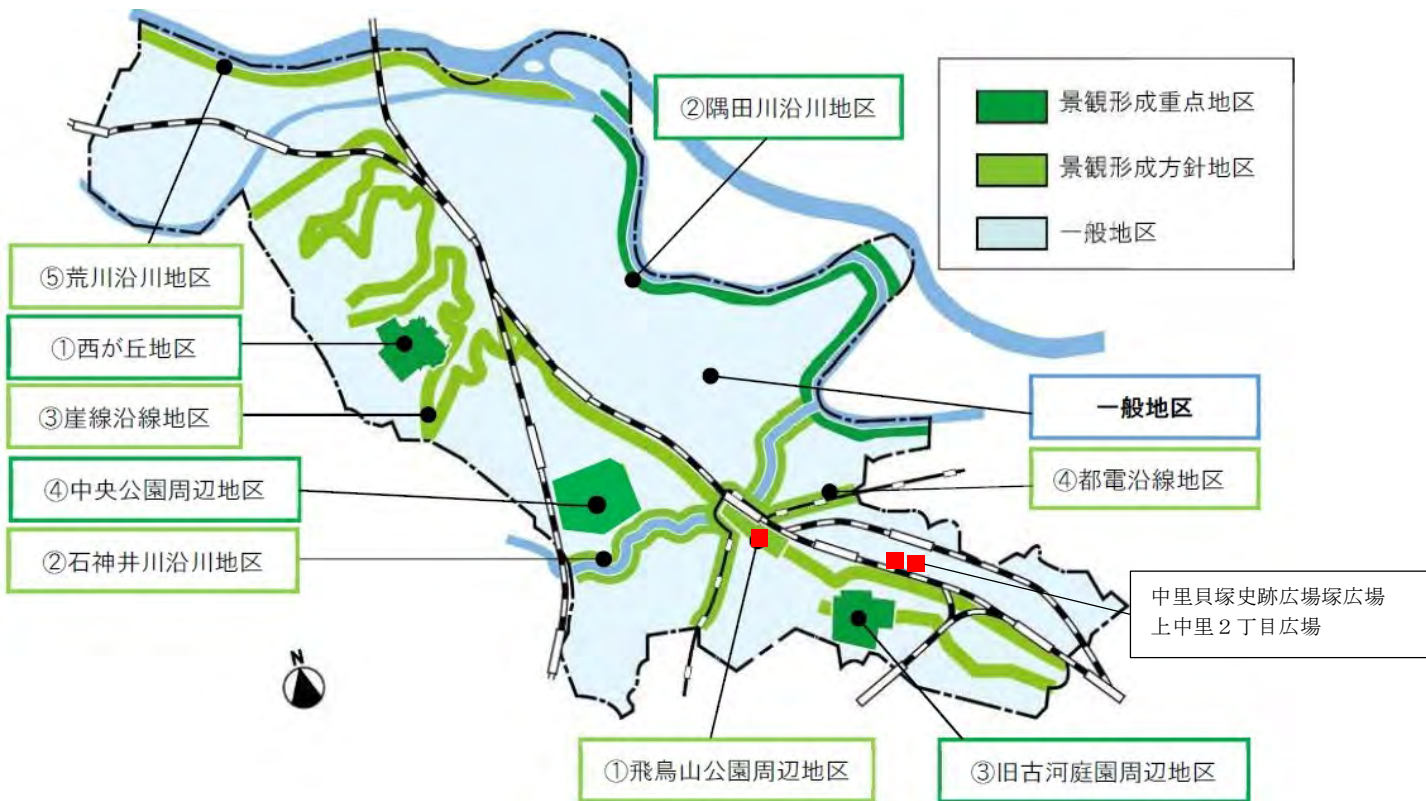 ②隅田川沿川地区
景観形成重点地区
景観形成方針地区
一般地区
⑤荒川沿川地区
①西が丘地区
③崖線沿線地区
④中央公園周辺地区
②石神井川沿川地区
一般地区
④都電沿線地区
中里貝塚史跡広場塚広場
上中里２丁目広場
N
①飛鳥山公園周辺地区
③旧古河庭園周辺地区